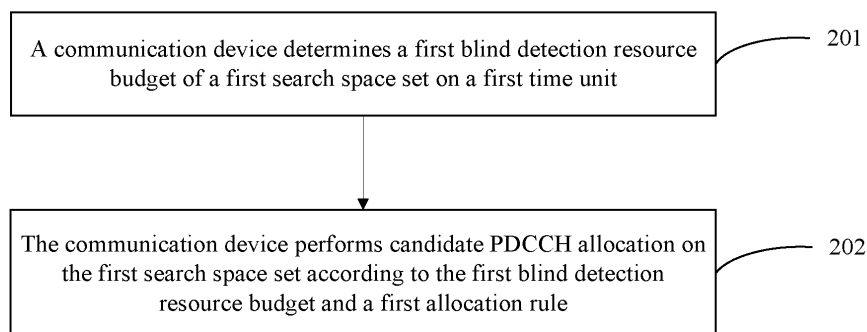 A communication device determines a first blind detection resource
budget of a first search space set on a first time unit
201
The communication device performs candidate PDCCH allocation on
the first search space set according to the first blind detection
resource budget and a first allocation rule
202